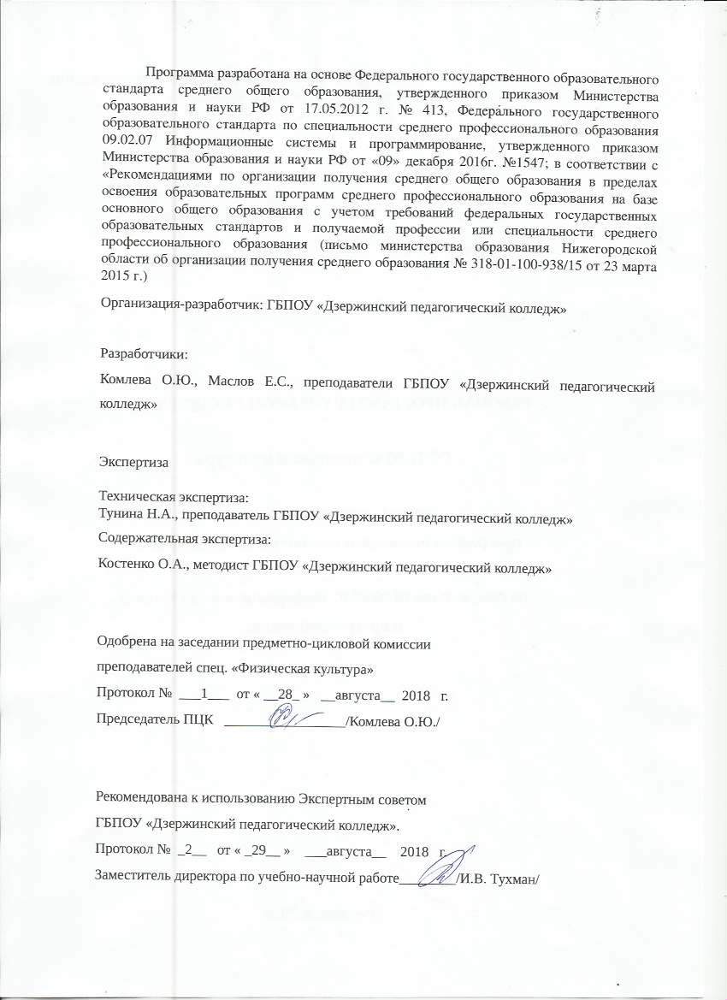 Программа разработана на основе Федерального государственного образовательного
стандарта среднего общего образования, утвержденного приказом Министерства
образования и науки РФ от 17.05.2012 г. № 413, Федерального государственного
образовательного стандарта по специальности среднего профессионального образования
09.02.07 Информационные системы и программирование, утвержденного приказом
Министерства образования и науки РФ от «09» декабря 2016г. №1547; в соответствии с
«Рекомендациями по организации получения среднего общего образования в пределах
освоения образовательных программ среднего профессионального образования на базе
основного общего образования с учетом требований федеральных государственных
образовательных стандартов и получаемой профессии или специальности среднего
профессионального образования (письмо министерства образования Нижегородской
области об организации получения среднего образования № 318-01-100-938/15 от 23 марта
2015 г.)
Организация-разработчик: ГБПОУ «Дзержинский педагогический колледж»
Разработчики:
Комлева О.Ю., Маслов Е.С., преподаватели ГБПОУ «Дзержинский педагогический
колледж»
Экспертиза
Техническая экспертиза:
Тунина Н.А., преподаватель ГБПОУ «Дзержинский педагогический колледж»
Содержательная экспертиза:
Костенко О.А., методист ГБПОУ «Дзержинский педагогический колледж»
Одобрена на заседании предметно-цикловой комиссии
преподавателей спец. «Физическая культура»
Протокол № ___1___ от « __28_ » __августа__ 2018 г.
Председатель ПЦК _________________/Комлева О.Ю./
Рекомендована к использованию Экспертным советом
ГБПОУ «Дзержинский педагогический колледж».
Протокол № _2__ от « _29__ » ___августа__ 2018 г.
Заместитель директора по учебно-научной работе________/И.В. Тухман/